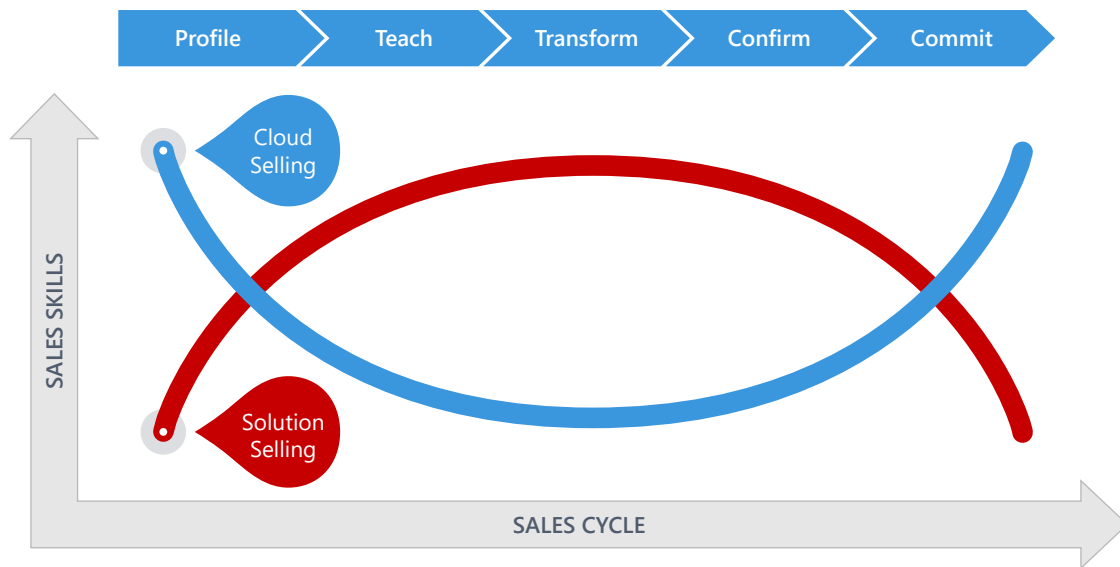 Profile
Teach
Transform
Confirm
Commit
Cloud
Selling
SALES SKILLS
Solution
Selling
SALES CYCLE